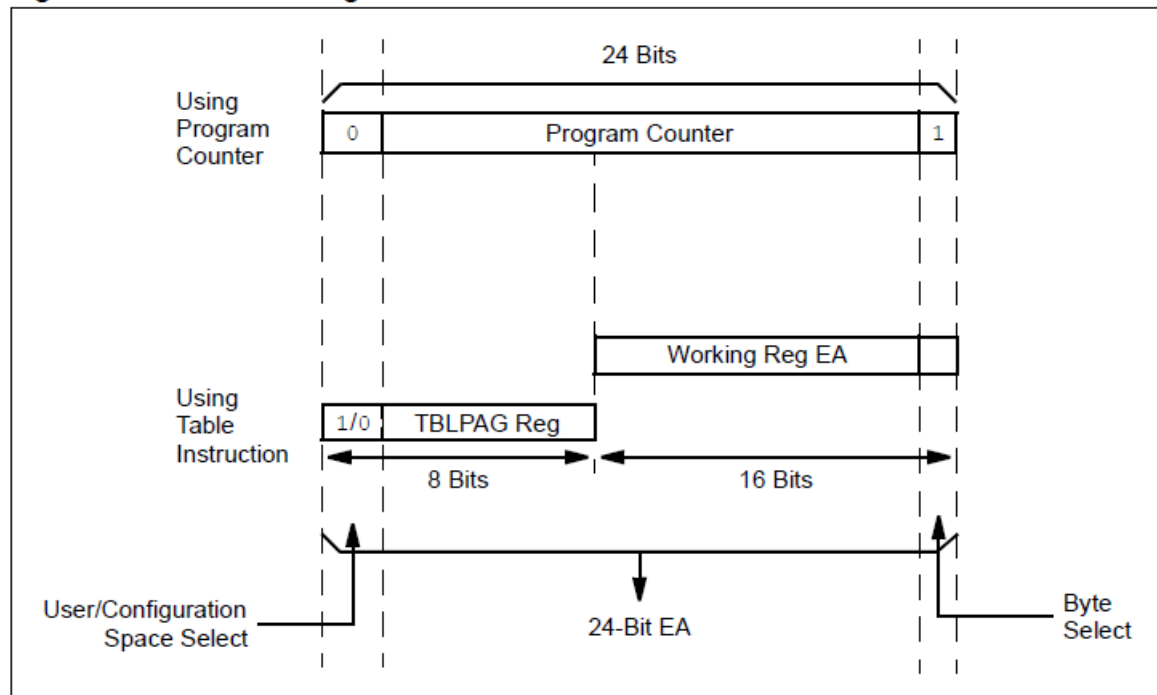 24 Bits
Using
Program
Counter
0
Program Counter
1
Working Reg EA
Using
Table
Instruction
1/0
TBLPAG Reg
8 Bits
16 Bits
User/Configuration
Space Select
24-Bit EA
Byte
Select